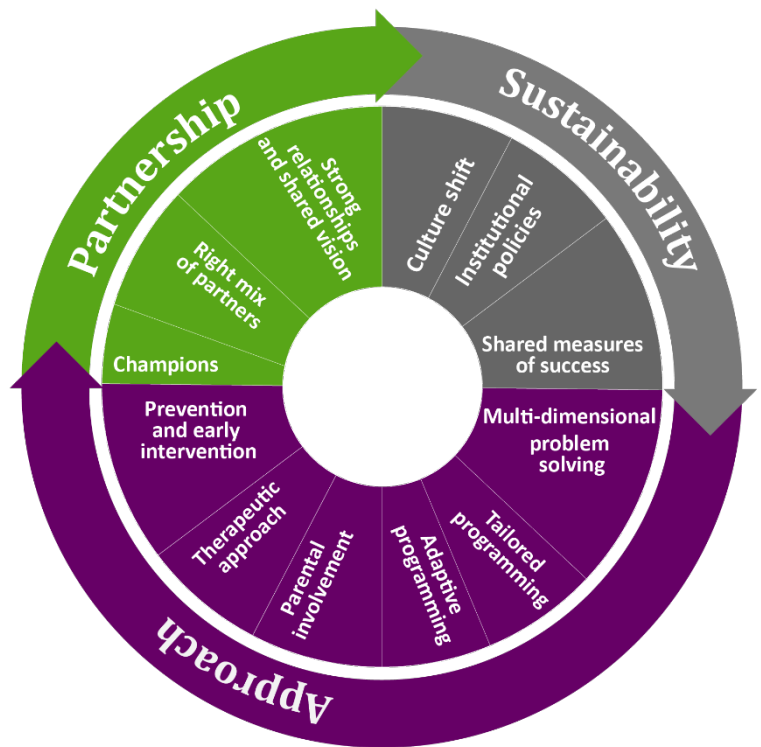 Partnership
Sustainability
Approach
Strong
relationships
and shared vision
Right mix
of partners
Champions
Culture shift
Institutional
policies
Shared measures
of success
Multi-dimensional
problem
solving
Tailored
programming
Adaptive
programming
Parental
involvement
Therapeutic
approach
Prevention
and early
intervention